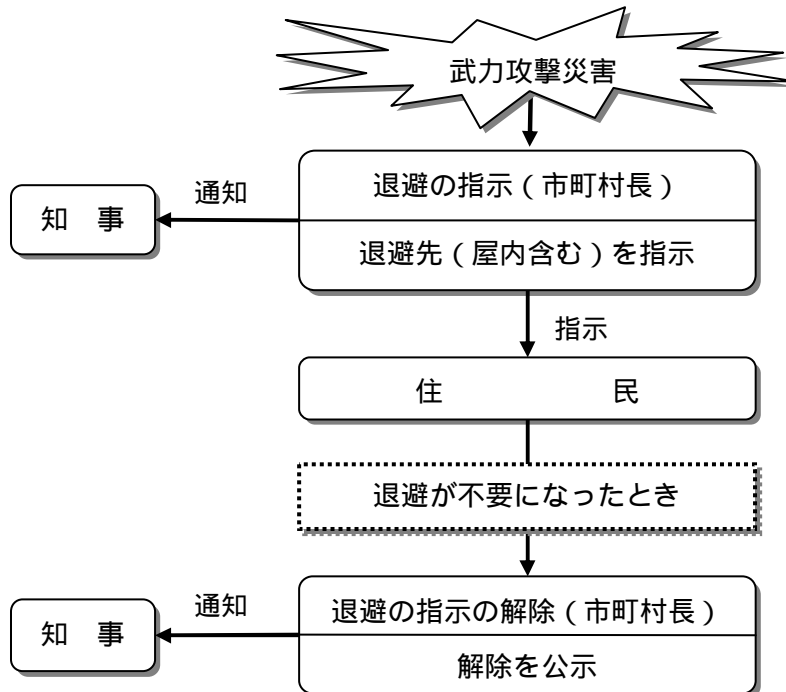 武力攻撃災害
退避の指示(市町村長)
通知
知　事
退避先(屋内含む)を指示
指示
住　　　民
退避が不要になったとき
退避の指示の解除(市町村長)
通知
知　事
解除を公示